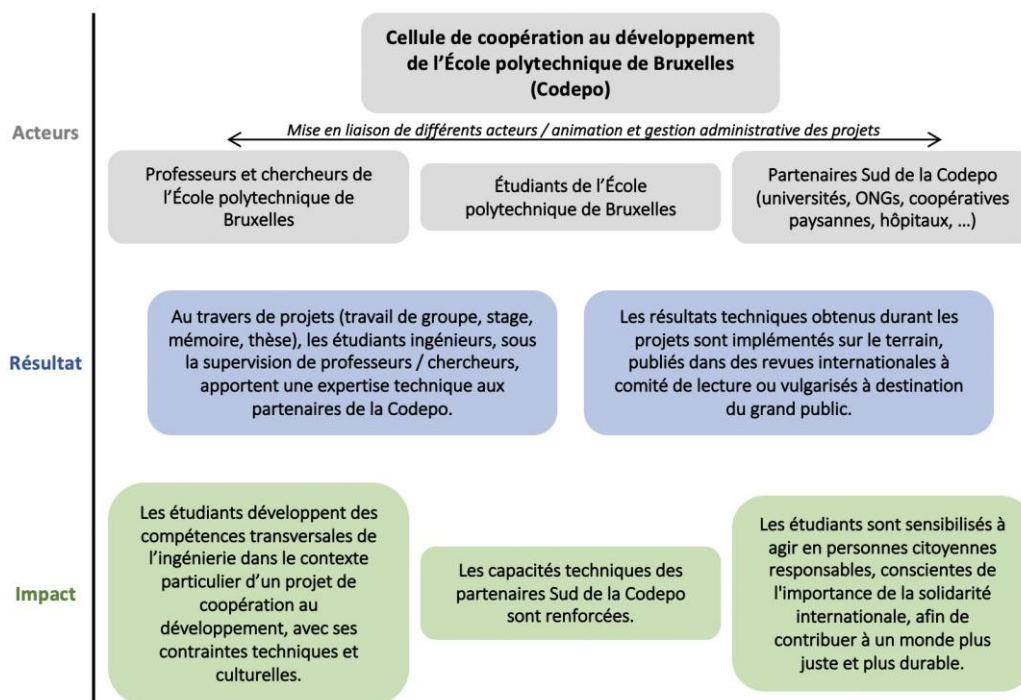 Cellule de coopération au développement
de l’École polytechnique de Bruxelles
(Codepo)
Acteurs
Mise en liaison de différents acteurs / animation et gestion administrative des projets
Professeurs et chercheurs de
l’École polytechnique de
Bruxelles
Étudiants de l’École
polytechnique de Bruxelles
Partenaires Sud de la Codepo
(universités, ONGs, coopératives
paysannes, hôpitaux, …)
Résultat
Au travers de projets (travail de groupe, stage,
mémoire, thèse), les étudiants ingénieurs, sous
la supervision de professeurs / chercheurs,
apportent une expertise technique aux
partenaires de la Codepo.
Les résultats techniques obtenus durant les
projets sont implémentés sur le terrain,
publiés dans des revues internationales à
comité de lecture ou vulgarisés à destination
du grand public.
Impact
Les étudiants développent des
compétences transversales de
l’ingénierie dans le contexte
particulier d’un projet de
coopération au
développement, avec ses
contraintes techniques et
culturelles.
Les capacités techniques des
partenaires Sud de la Codepo
sont renforcées.
Les étudiants sont sensibilisés à
agir en personnes citoyennes
responsables, conscientes de
l'importance de la solidarité
internationale, afin de
contribuer à un monde plus
juste et plus durable.